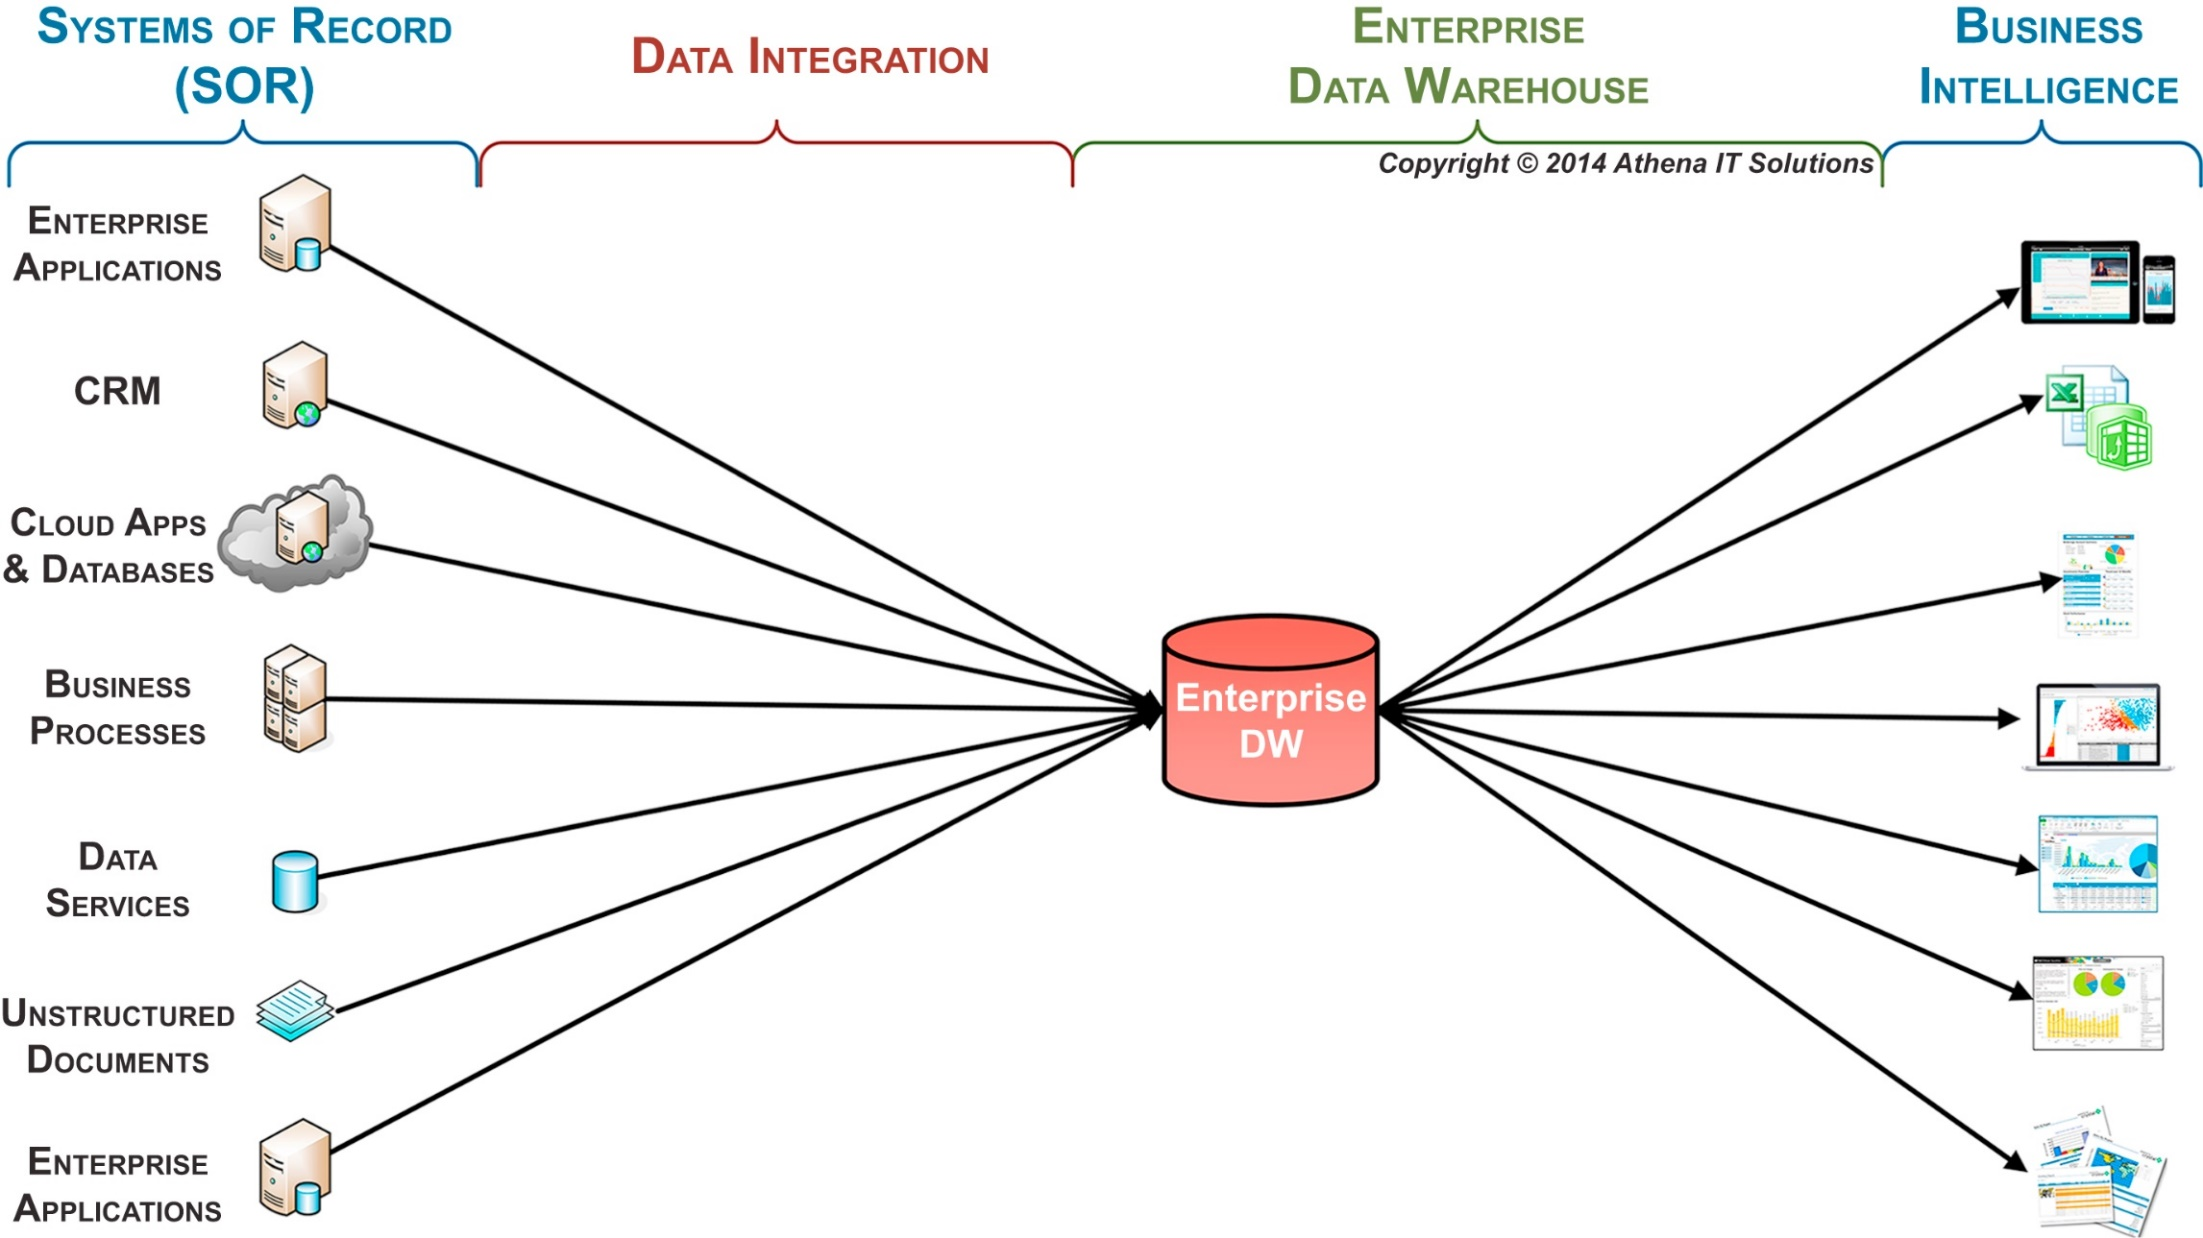 Systems of Record
(SOR)
Data Integration
Enterprise
Data Warehouse
Business
Intelligence
Copyright © 2014 Athena IT Solutions
Enterprise
Applications
CRM
Cloud Apps
& Databases
Business
Processes
Data
Services
Unstructured
Documents
Enterprise
Applications
Enterprise
DW